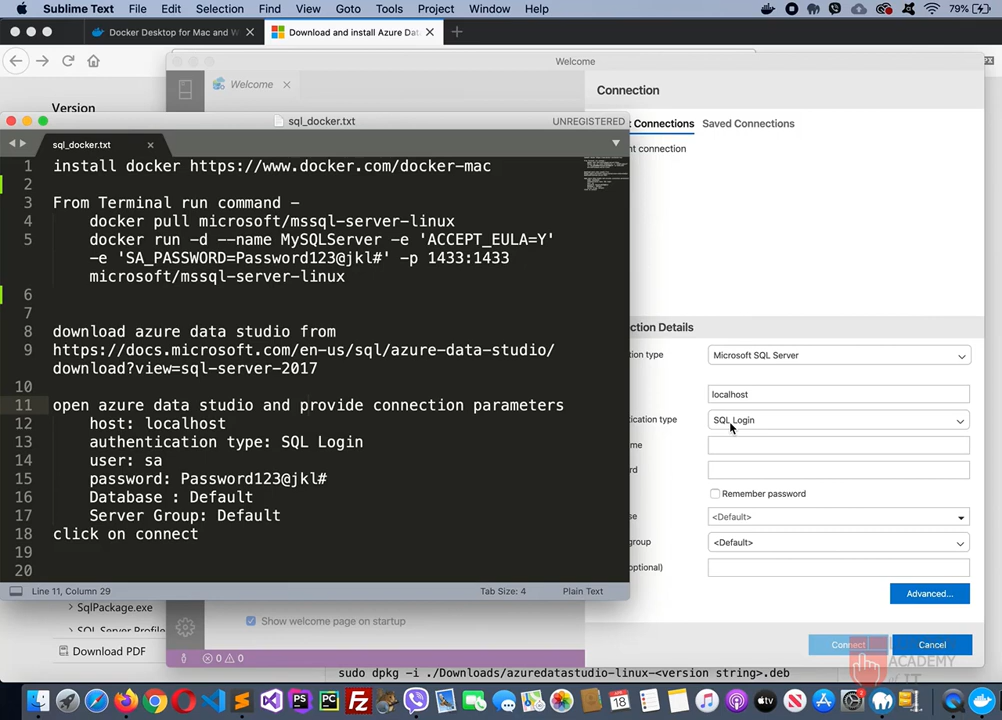 Sublime Text File Edit Selection Find View Goto Tools Project Window Help 79%
Docker Desktop for Mac and W
Download and install Azure Dat
Version
Welcome
Welcome
Connection
sql_docker.txt UNREGISTERED
Connections Saved Connections
sql_docker.txt
nt connection
1 install docker https://www.docker.com/docker-mac
2
3 From Terminal run command -
4 docker pull microsoft/mssql-server-linux
5 docker run -d --name MySQLServer -e 'ACCEPT_EULA=Y'
-e 'SA_PASSWORD=Password123@jkl#' -p 1433:1433
microsoft/mssql-server-linux
6
7
8 download azure data studio from
9 https://docs.microsoft.com/en-us/sql/azure-data-studio/
download?view=sql-server-2017
10
11 open azure data studio and provide connection parameters
12 host: localhost
13 authentication type: SQL Login
14 user: sa
15 password: Password123@jkl#
16 Database : Default
17 Server Group: Default
18 click on connect
19
20
Line 11, Column 29 Tab Size: 4 Plain Text
ction Details
tion type Microsoft SQL Server
localhost
ication type SQL Login
me
rd
Remember password
se <Default>
group <Default>
optional)
Advanced...
Connect Cancel
ACADEMY
IT
> SqlPackage.exe
> SQL Server Profile
Download PDF
Show welcome page on startup
0 0
sudo dpkg -i ./Downloads/azuredatastudio-linux-<version string>.deb
18